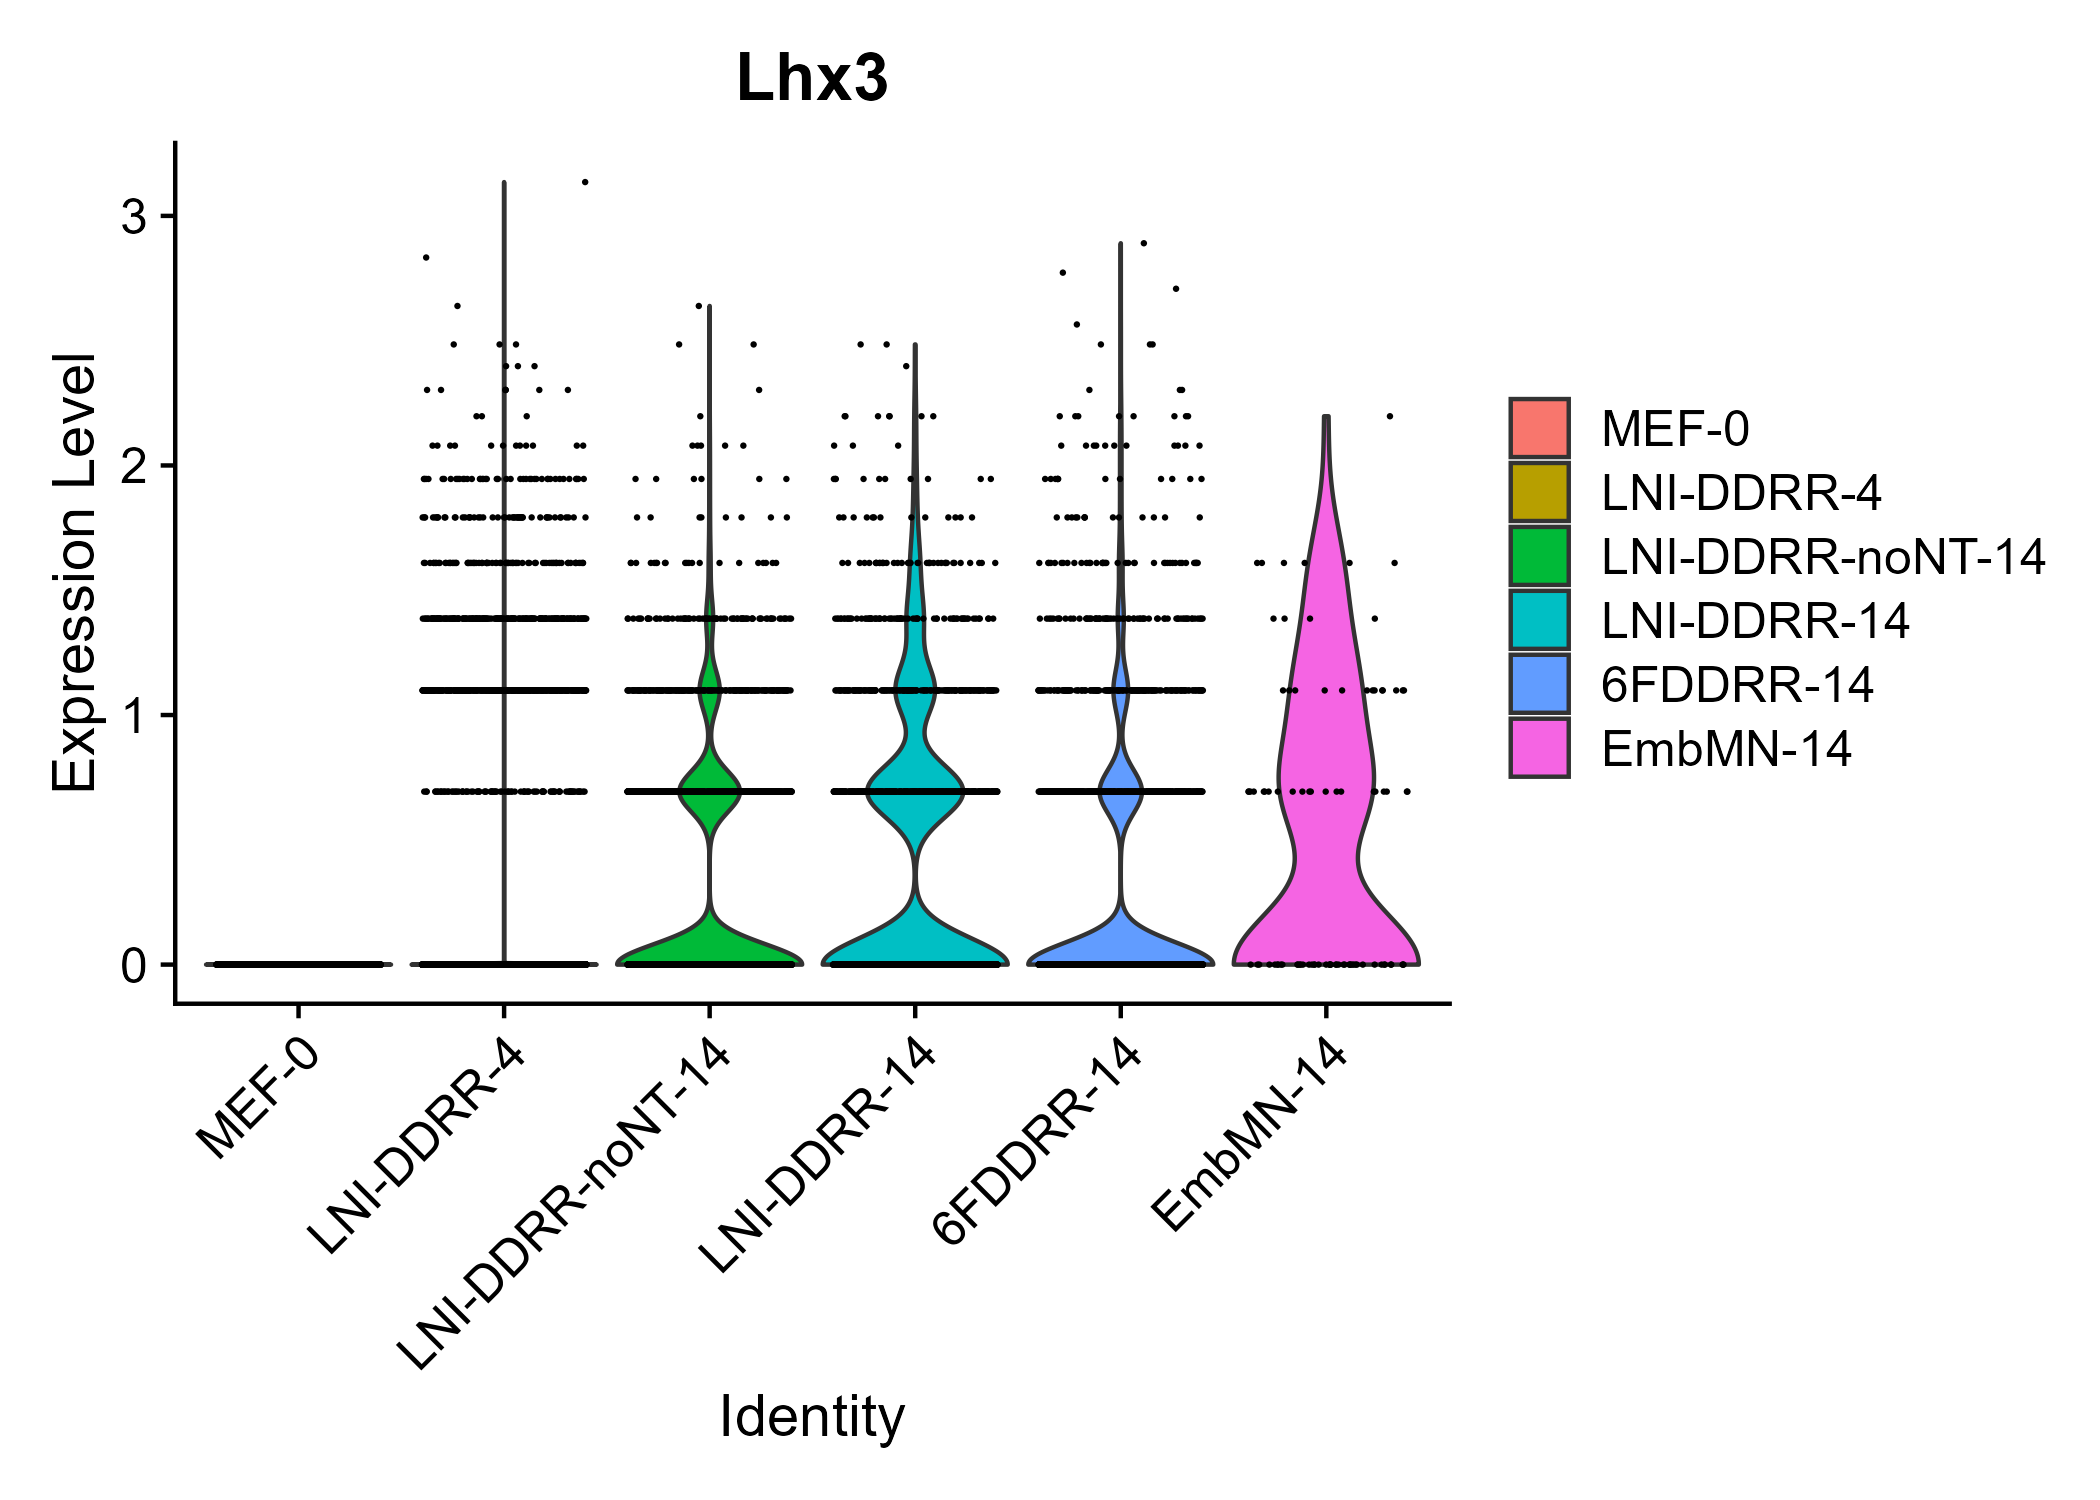 Lhx3
Expression Level
3
2
1
0
MEF-0
LNI-DDRR-4
LNI-DDRR-noNT-14
LNI-DDRR-14
6FDDRR-14
EmbMN-14
Identity
MEF-0
LNI-DDRR-4
LNI-DDRR-noNT-14
LNI-DDRR-14
6FDDRR-14
EmbMN-14